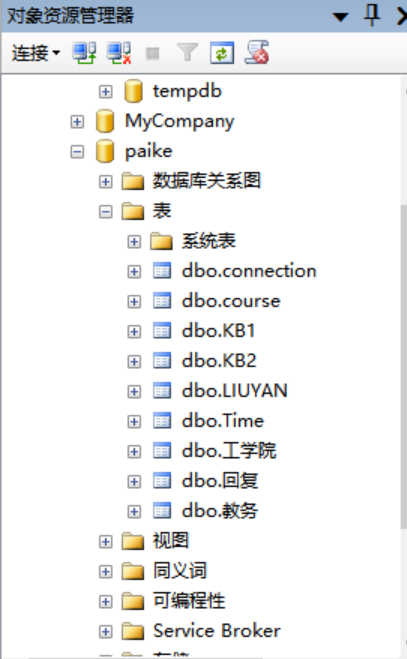 对象资源管理器
连接
tempdb
MyCompany
paike
数据库关系图
表
系统表
dbo.connection
dbo.course
dbo.KB1
dbo.KB2
dbo.LIUYAN
dbo.Time
dbo.工学院
dbo.回复
dbo.教务
视图
同义词
可编程性
Service Broker